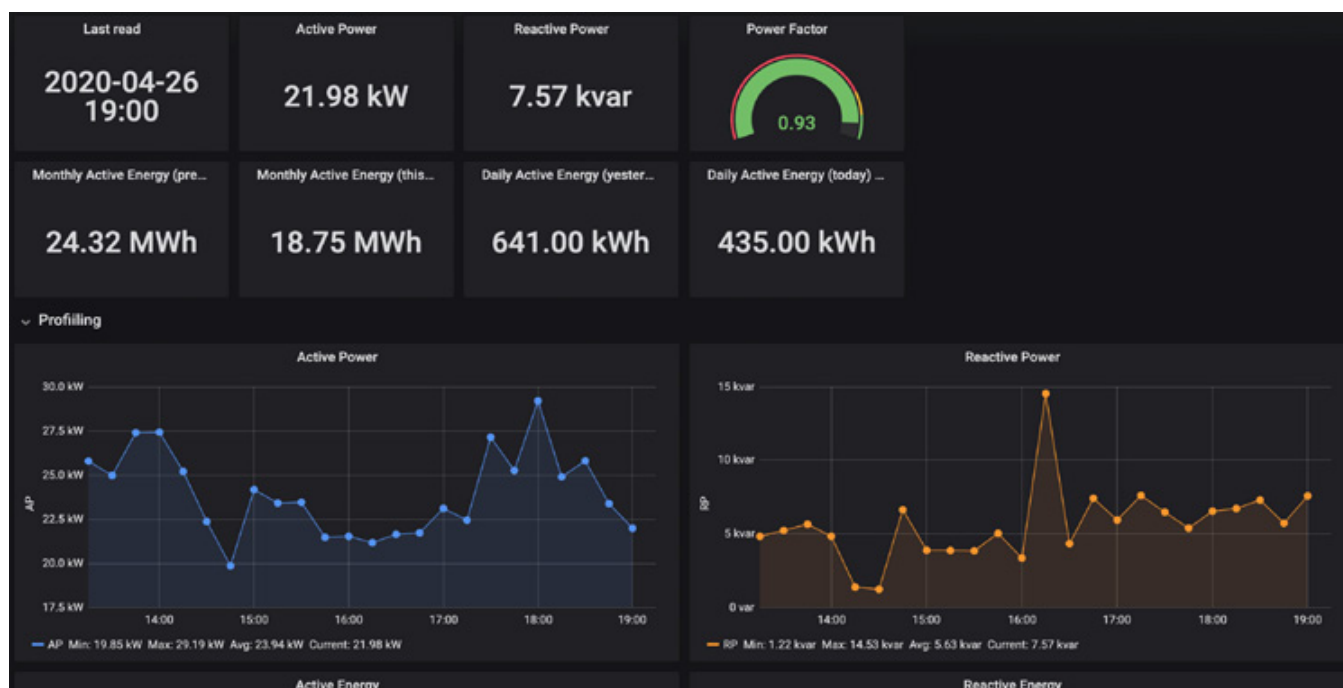 Last read
Active Power
Reactive Power
Power Factor
2020-04-26
19:00
21.98 kW
7.57 kvar
0.93
Monthly Active Energy (pre...
Monthly Active Energy (this...
Daily Active Energy (yester...
Daily Active Energy (today) ...
24.32 MWh
18.75 MWh
641.00 kWh
435.00 kWh
Profiilling
Active Power
30.0 kW
27.5 kW
25.0 kW
22.5 kW
20.0 kW
17.5 kW
AP
14:00
15:00
16:00
17:00
18:00
19:00
AP Min: 19.85 kW Max: 29.19 kW Avg: 23.94 kW Current: 21.98 kW
Reactive Power
15 kvar
10 kvar
5 kvar
0 var
RP
14:00
15:00
16:00
17:00
18:00
19:00
RP Min: 1.22 kvar Max: 14.53 kvar Avg: 5.63 kvar Current: 7.57 kvar
Active Energy
Reactive Energy